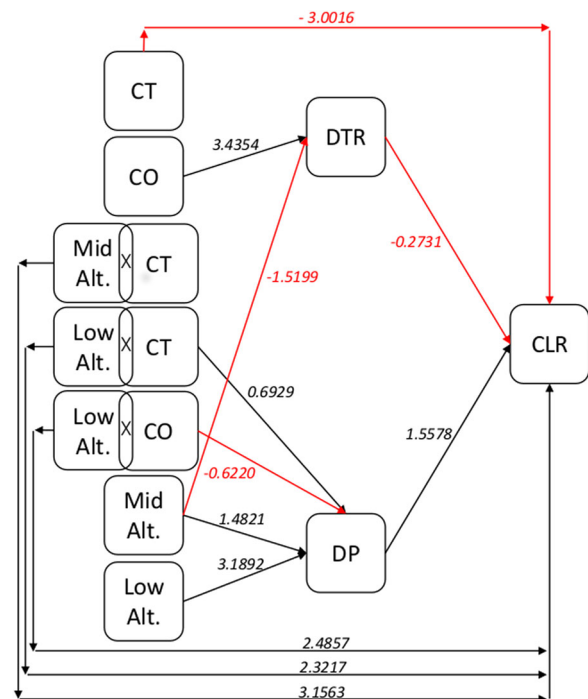 - 3.0016
CT
DTR
3.4354
CO
-0.2731
Mid
Alt.
X
CT
-1.5199
Low
Alt.
X
CT
CLR
0.6929
Low
Alt.
X
CO
1.5578
-0.6220
Mid
Alt.
1.4821
DP
3.1892
Low
Alt.
2.4857
2.3217
3.1563